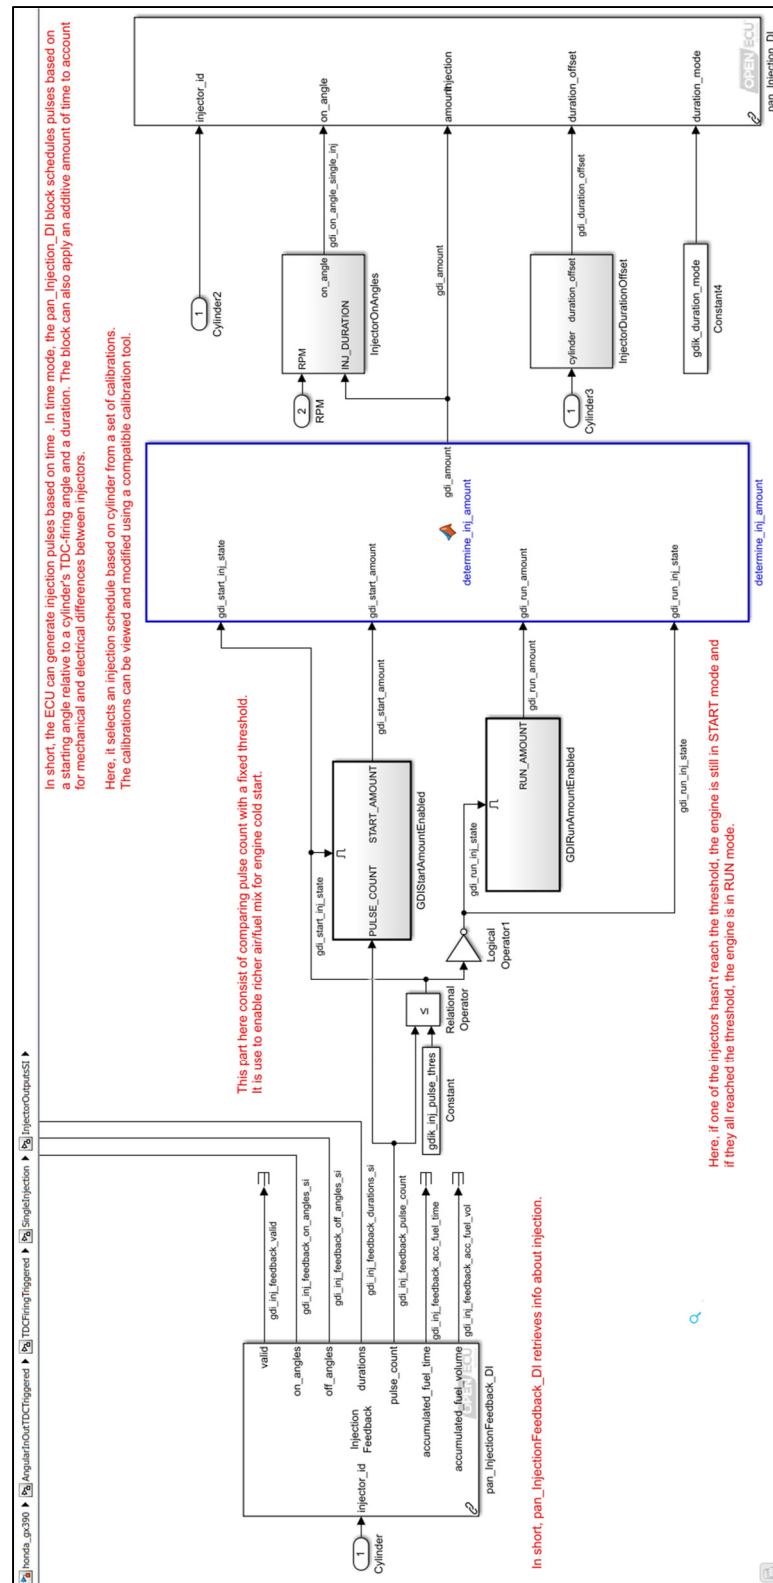 honda_gx390 ▶ AngularInOutTDCTriggered ▶ TDCFiringTriggered ▶ SingleInjection ▶ InjectorOutputsSI ▶
In short, the ECU can generate injection pulses based on time . In time mode, the pan_Injection_DI block schedules pulses based on
a starting angle relative to a cylinder's TDC-firing angle and a duration. The block can also apply an additive amount of time to account
for mechanical and electrical differences between injectors.
Here, it selects an injection schedule based on cylinder from a set of calibrations.
The calibrations can be viewed and modified using a compatible calibration tool.
This part here consist of comparing pulse count with a fixed threshold.
It is use to enable richer air/fuel mix for engine cold start.
1
Cylinder
injector_id
Injection
Feedback
valid
on_angles
off_angles
durations
pulse_count
accumulated_fuel_time
accumulated_fuel_volume
OPEN ECU
pan_InjectionFeedback_DI
gdi_inj_feedback_valid
gdi_inj_feedback_on_angles_si
gdi_inj_feedback_off_angles_si
gdi_inj_feedback_durations_si
gdi_inj_feedback_pulse_count
gdi_inj_feedback_acc_fuel_time
gdi_inj_feedback_acc_fuel_vol
In short, pan_InjectionFeedback_DI retrieves info about injection.
gdik_inj_pulse_thres
Constant
≤
Relational
Operator
Logical
Operator1
gdi_start_inj_state
PULSE_COUNT START_AMOUNT
GDIStartAmountEnabled
gdi_start_amount
gdi_run_inj_state
RUN_AMOUNT
GDIRunAmountEnabled
gdi_run_amount
gdi_run_inj_state
Here, if one of the injectors hasn't reach the threshold, the engine is still in START mode and
if they all reached the threshold, the engine is in RUN mode.
gdi_start_inj_state
gdi_start_amount
gdi_run_amount
gdi_run_inj_state
gdi_amount
determine_inj_amount
determine_inj_amount
1
Cylinder2
2
RPM
RPM
INJ_DURATION
on_angle
InjectorOnAngles
gdi_on_angle_single_inj
gdi_amount
1
Cylinder3
cylinder duration_offset
InjectorDurationOffset
gdi_duration_offset
gdik_duration_mode
Constant4
injector_id
on_angle
amount
Injection
duration_offset
duration_mode
OPEN ECU
pan_Injection_DI